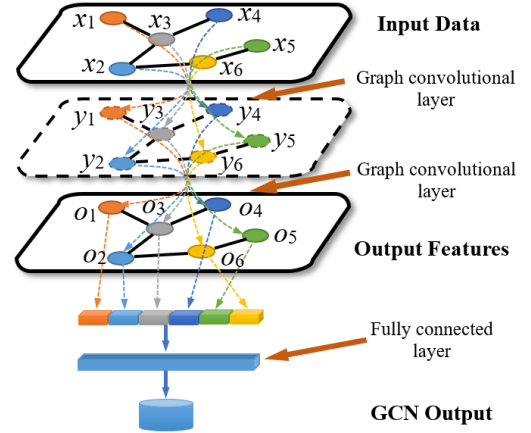 x1 x3 x4 Input Data
x2 x6 x5
Graph convolutional
layer
y1 y3 y4
y2 y6 y5
Graph convolutional
layer
o1 o3 o4
o2 o6 o5
Output Features
Fully connected
layer
GCN Output